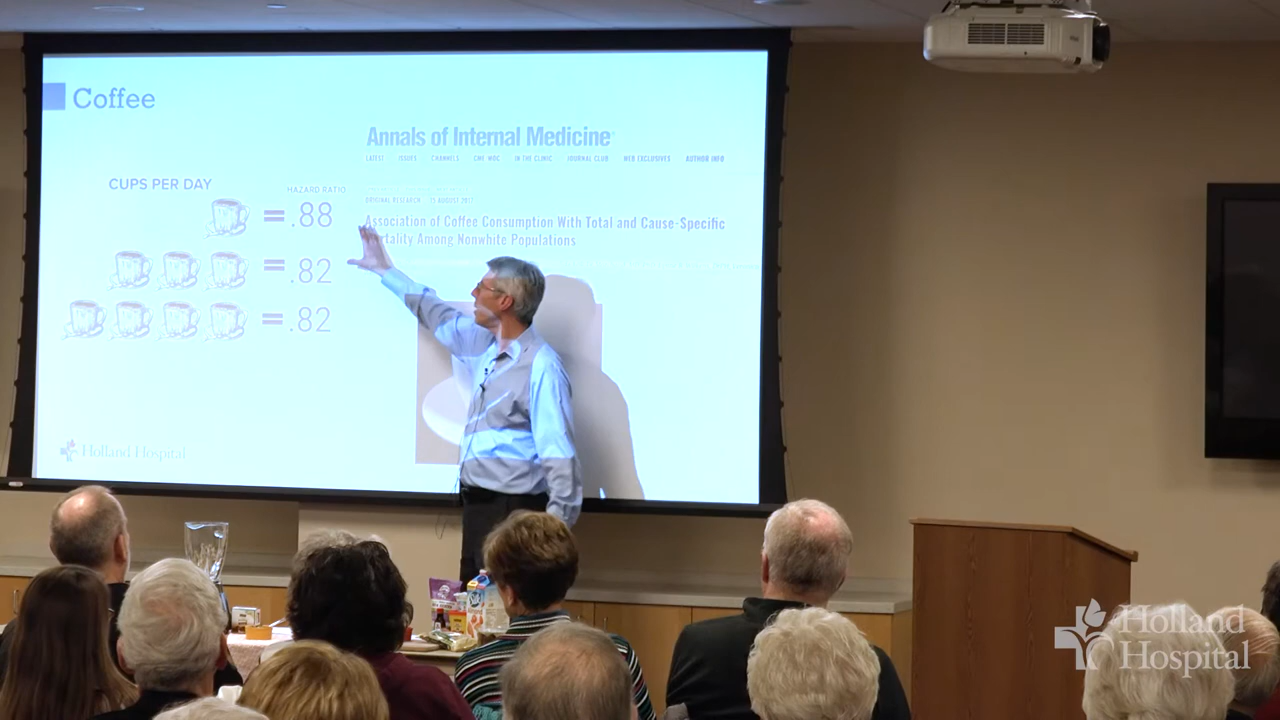 Coffee
Annals of Internal Medicine
LATEST ISSUES CHANNELS CME/MOC IN THE CLINIC JOURNAL CLUB WEB EXCLUSIVES AUTHOR INFO
CUPS PER DAY
HAZARD RATIO
= .88
= .82
= .82
ORIGINAL RESEARCH
Association of Coffee Consumption With Total and Cause-Specific
Among Nonwhite Populations
Holland Hospital
Holland
Hospital